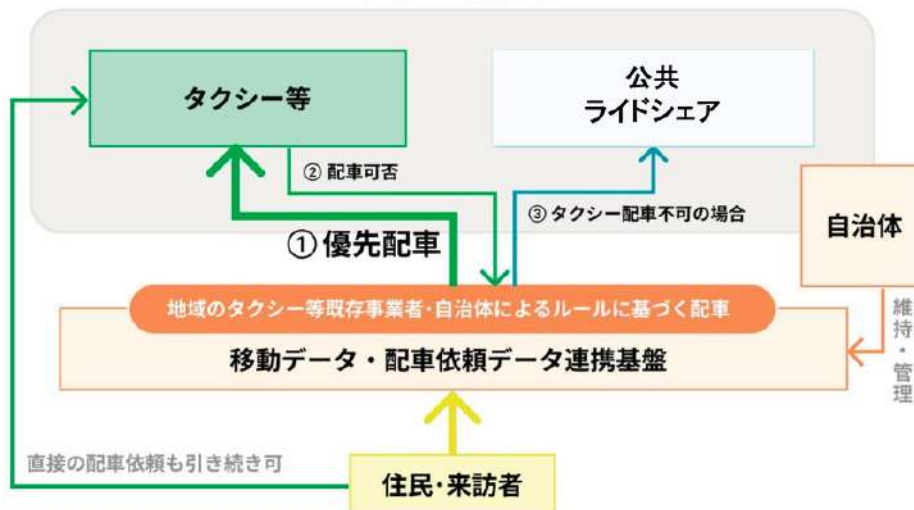 タクシー等
公共
ライドシェア
② 配車可否
③ タクシー配車不可の場合
自治体
① 優先配車
地域のタクシー等既存事業者・自治体によるルールに基づく配車
移動データ・配車依頼データ連携基盤
維持・管理
直接の配車依頼も引き続き可
住民・来訪者